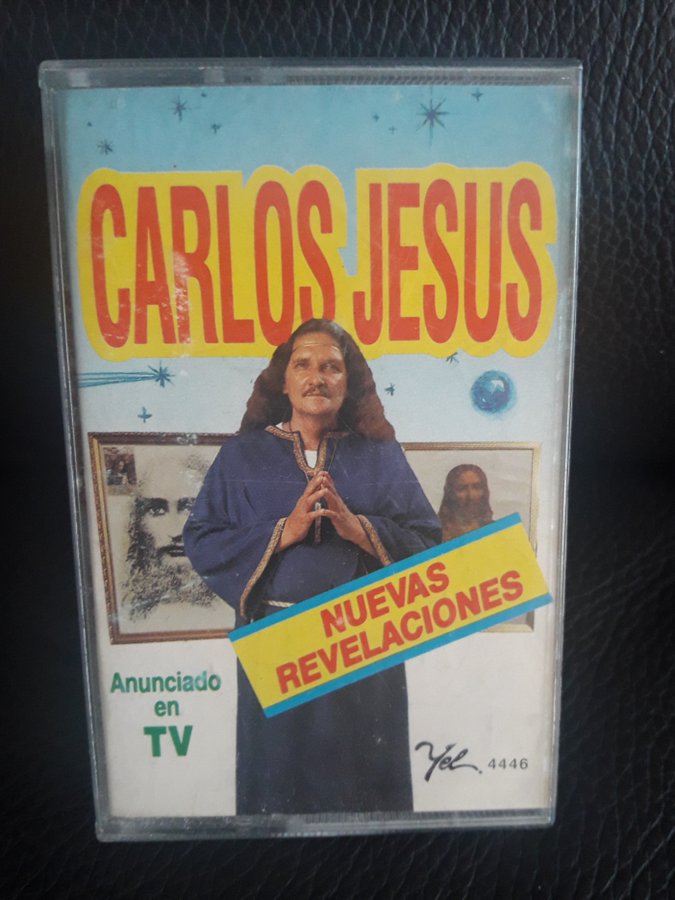 CARLOS JESUS
NUEVAS
REVELACIONES
Anunciado
en
TV
Yel. 4446